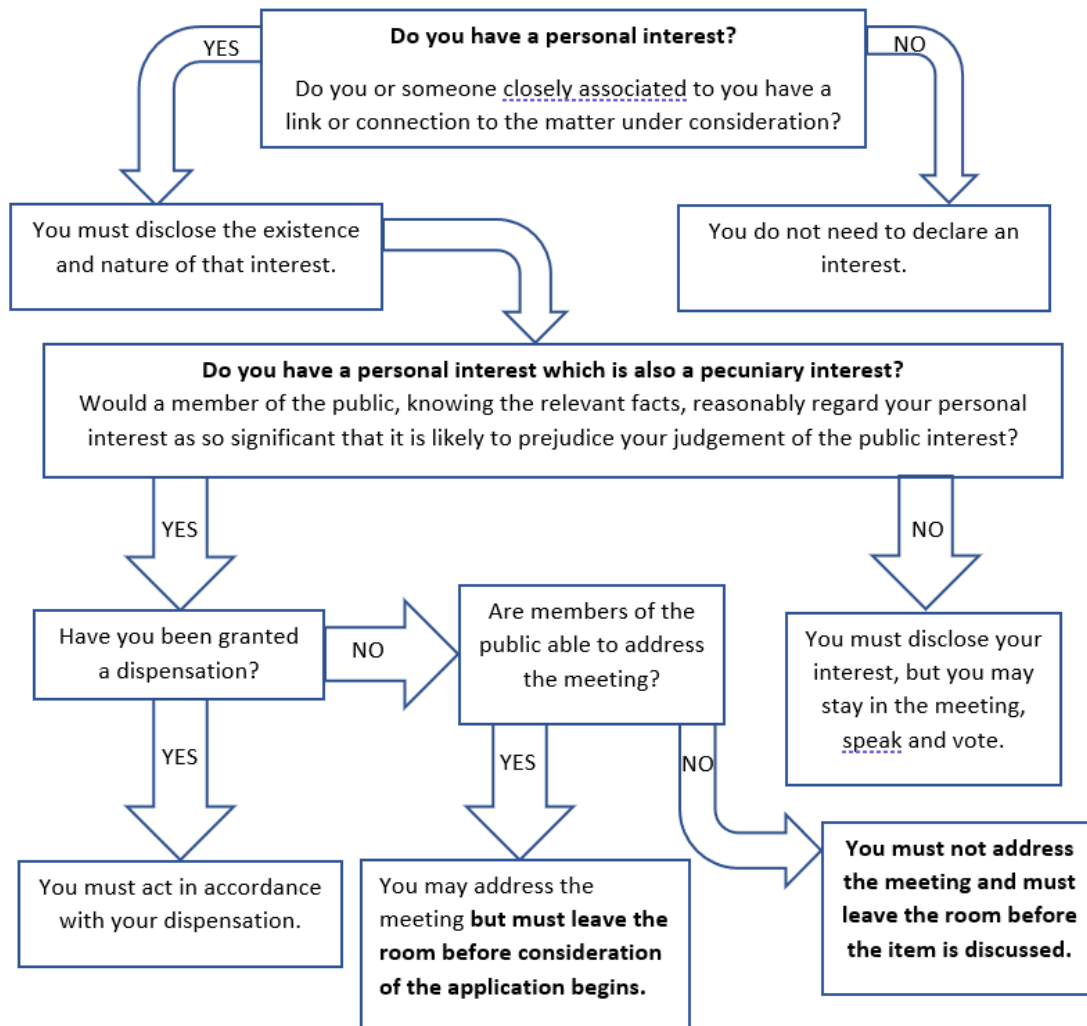 Do you have a personal interest?
YES
NO
Do you or someone closely associated to you have a
link or connection to the matter under consideration?
You must disclose the existence
and nature of that interest.
You do not need to declare an
interest.
Do you have a personal interest which is also a pecuniary interest?
Would a member of the public, knowing the relevant facts, reasonably regard your personal
interest as so significant that it is likely to prejudice your judgement of the public interest?
YES
NO
Have you been granted
a dispensation?
NO
Are members of the
public able to address
the meeting?
You must disclose your
interest, but you may
stay in the meeting,
speak and vote.
YES
YES
NO
You must act in accordance
with your dispensation.
You may address the
meeting but must leave the
room before consideration
of the application begins.
You must not address
the meeting and must
leave the room before
the item is discussed.